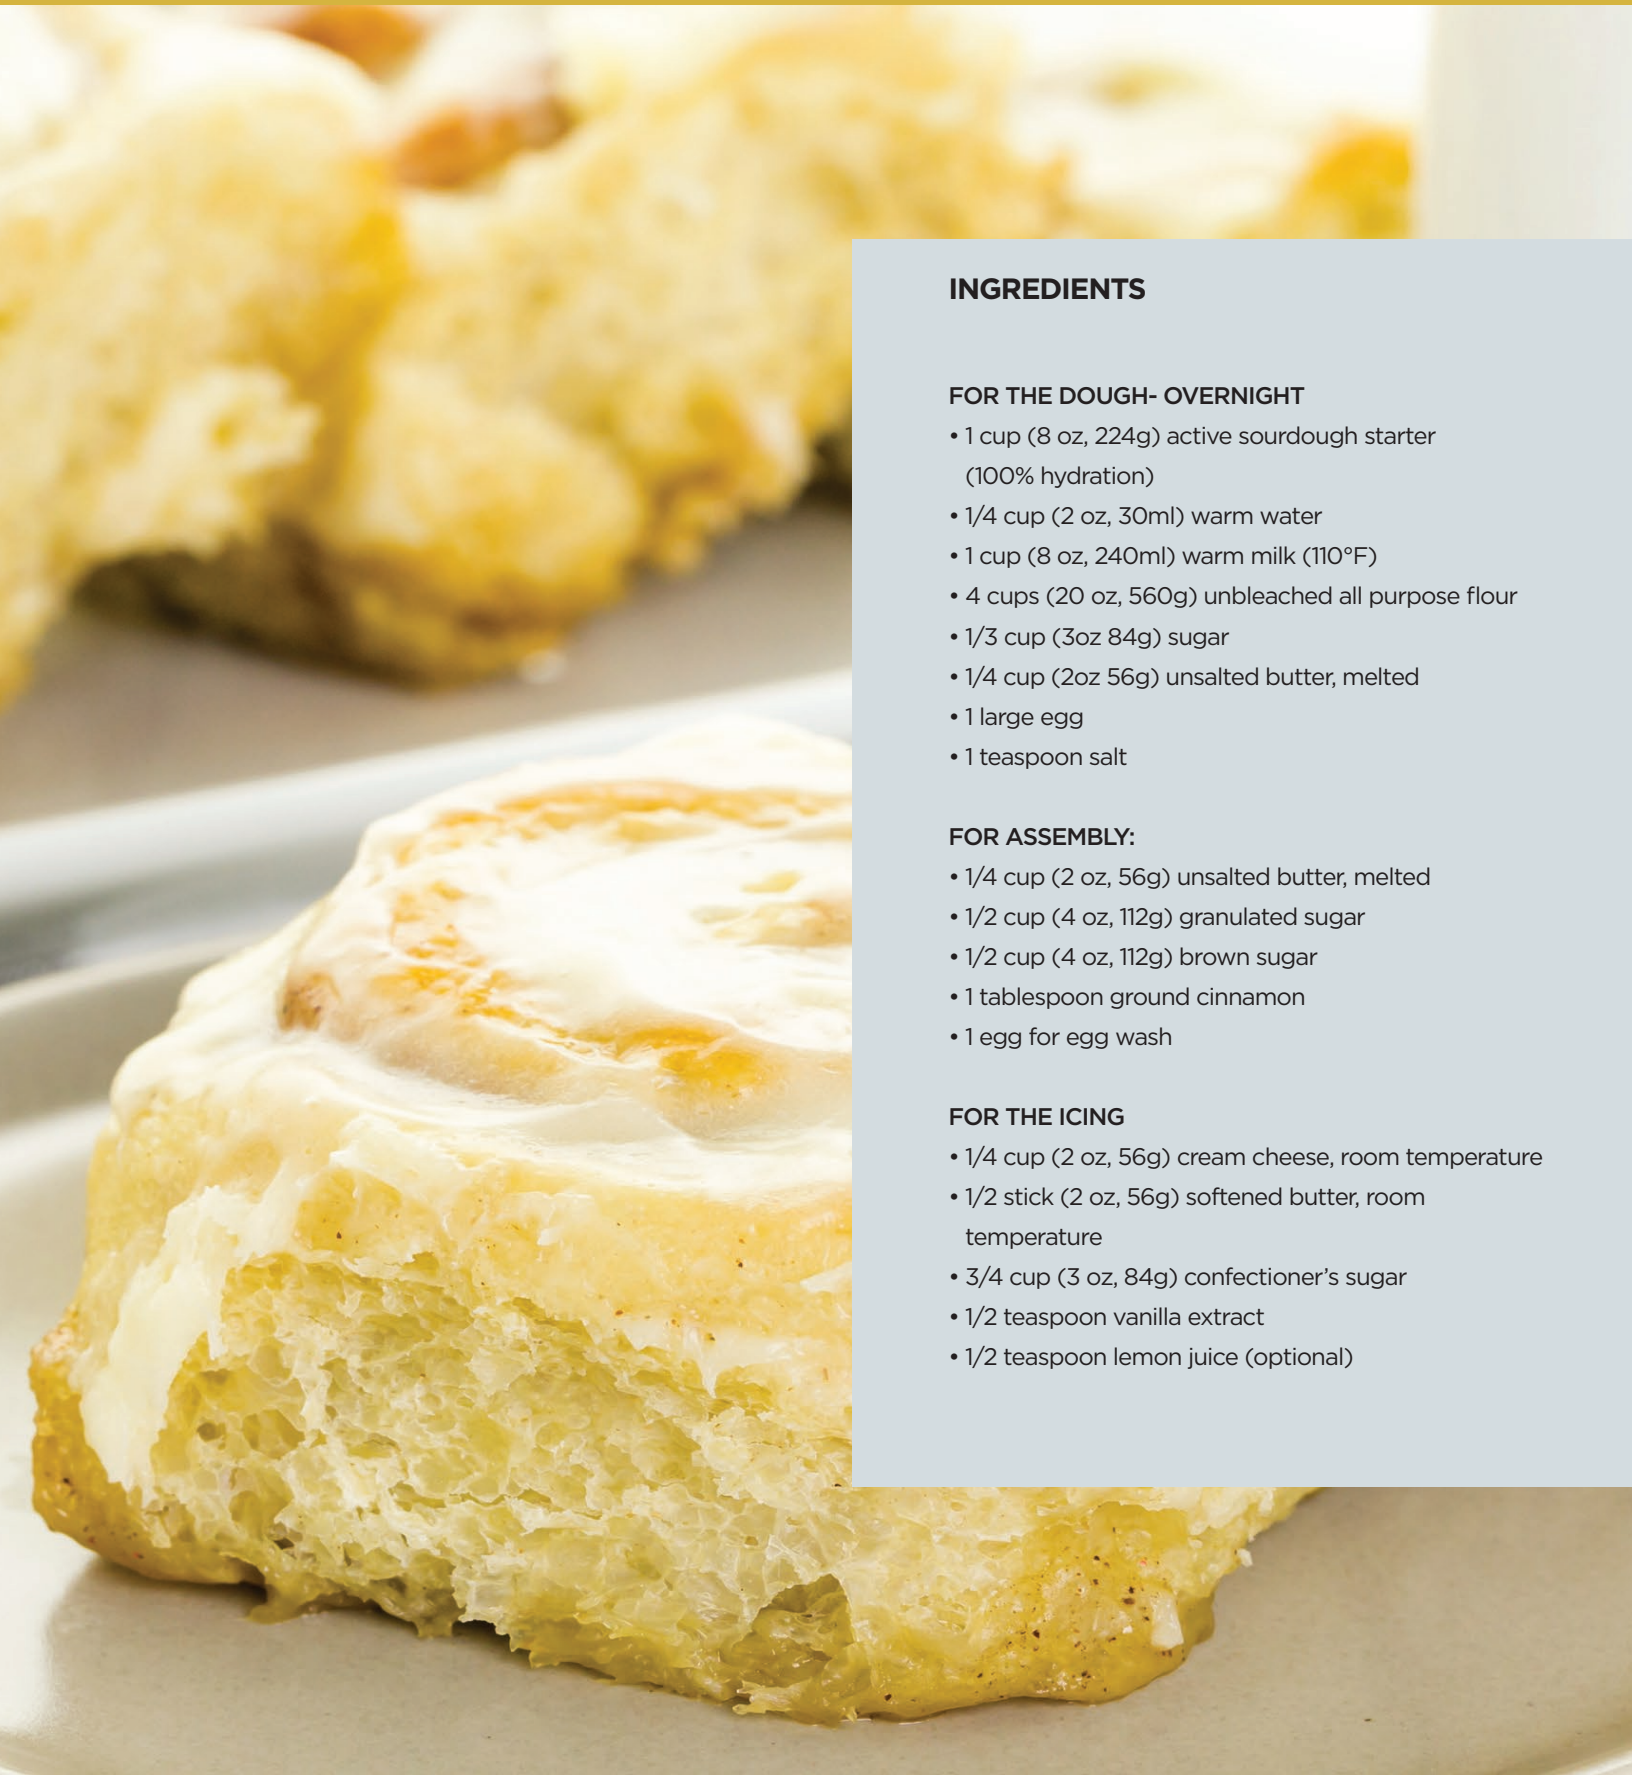 INGREDIENTS
FOR THE DOUGH- OVERNIGHT
• 1 cup (8 oz, 224g) active sourdough starter
(100% hydration)
• 1/4 cup (2 oz, 30ml) warm water
• 1 cup (8 oz, 240ml) warm milk (110°F)
• 4 cups (20 oz, 560g) unbleached all purpose flour
• 1/3 cup (3oz 84g) sugar
• 1/4 cup (2oz 56g) unsalted butter, melted
• 1 large egg
• 1 teaspoon salt
FOR ASSEMBLY:
• 1/4 cup (2 oz, 56g) unsalted butter, melted
• 1/2 cup (4 oz, 112g) granulated sugar
• 1/2 cup (4 oz, 112g) brown sugar
• 1 tablespoon ground cinnamon
• 1 egg for egg wash
FOR THE ICING
• 1/4 cup (2 oz, 56g) cream cheese, room temperature
• 1/2 stick (2 oz, 56g) softened butter, room
temperature
• 3/4 cup (3 oz, 84g) confectioner's sugar
• 1/2 teaspoon vanilla extract
• 1/2 teaspoon lemon juice (optional)